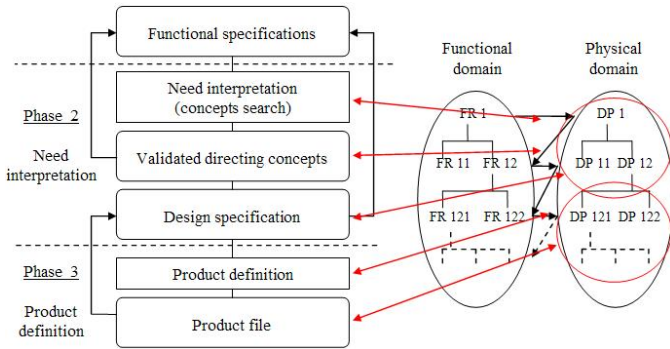 Functional specifications
Need interpretation
(concepts search)
Validated directing concepts
Design specification
Product definition
Product file
Phase 2
Need
interpretation
Phase 3
Product
definition
Functional
domain
Physical
domain
FR 1
DP 1
FR 11 FR 12
DP 11 DP 12
FR 121 FR 122
DP 121 DP 122